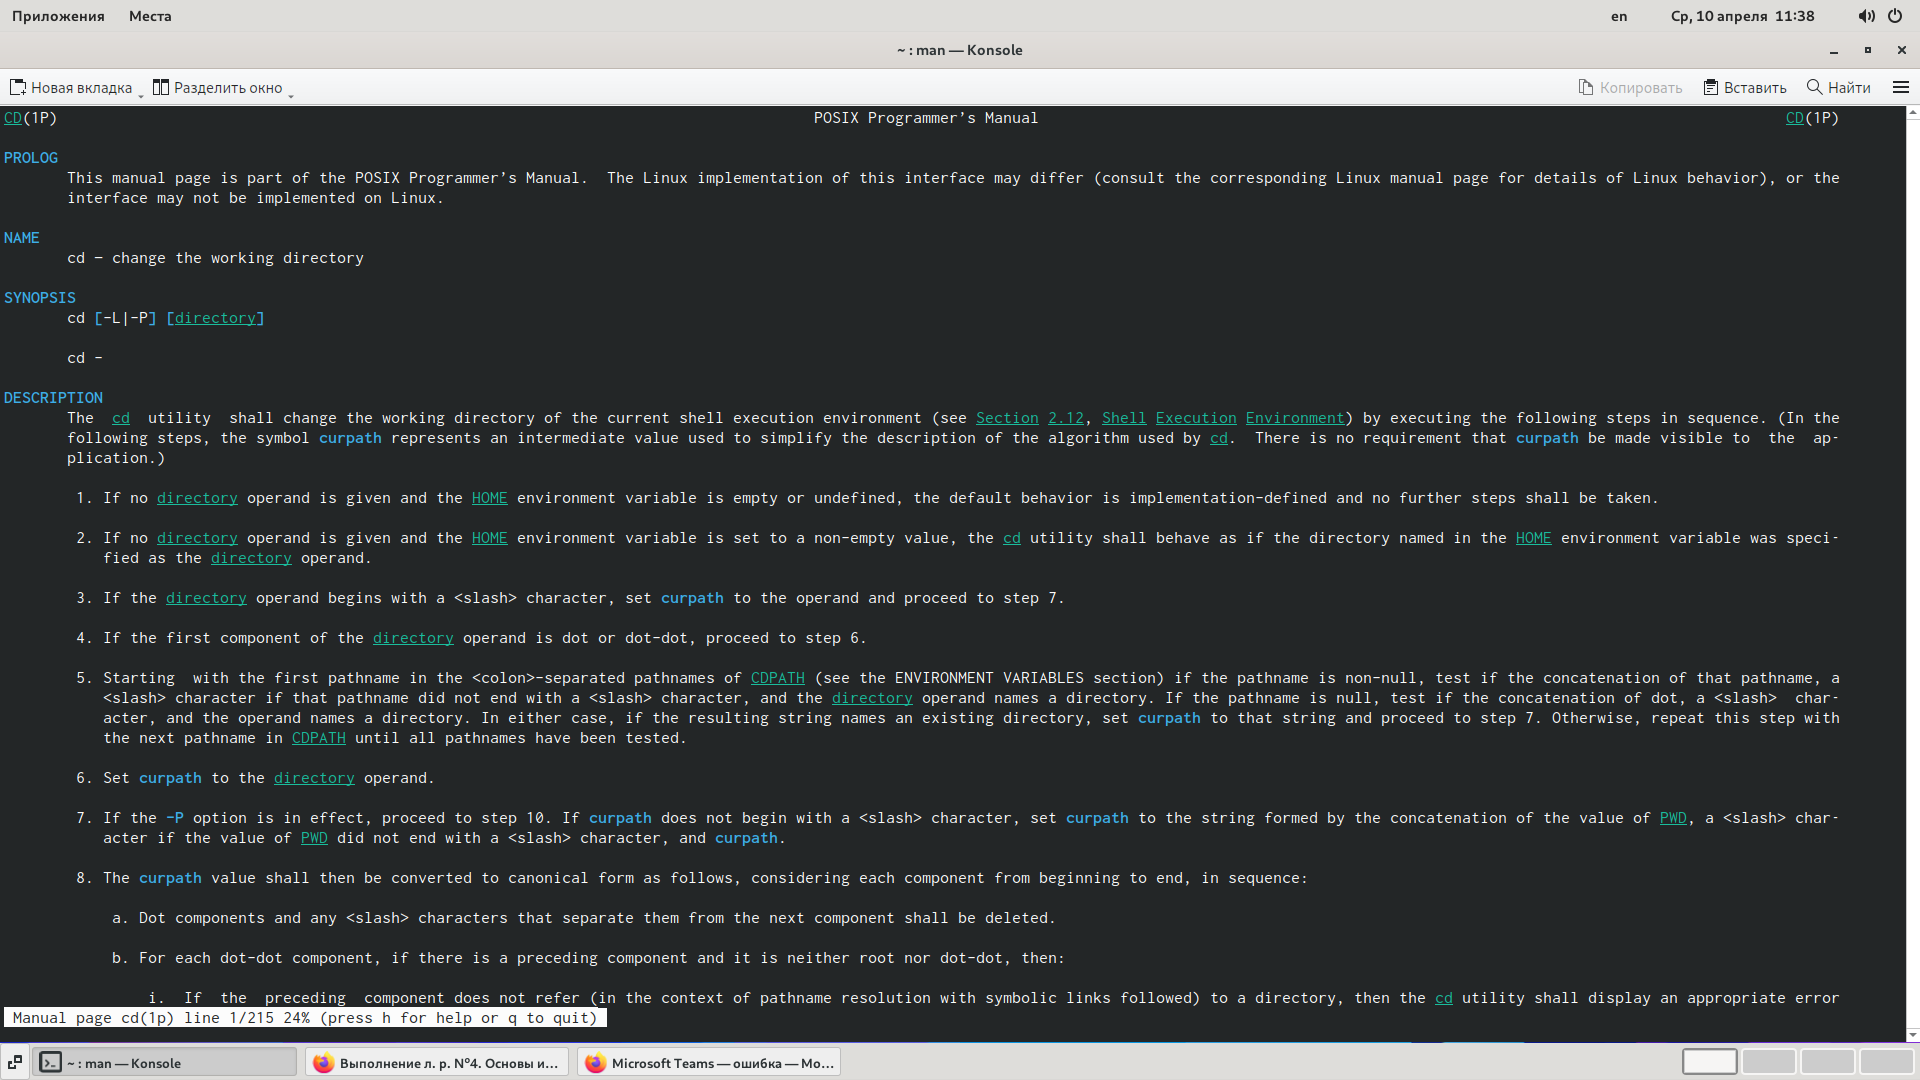 Приложения Места en Ср, 10 апреля 11:38
~ : man — Konsole
Новая вкладка Разделить окно Копировать Вставить Найти
CD(1P) POSIX Programmer’s Manual CD(1P)
PROLOG
This manual page is part of the POSIX Programmer’s Manual. The Linux implementation of this interface may differ (consult the corresponding Linux manual page for details of Linux behavior), or the
interface may not be implemented on Linux.
NAME
cd — change the working directory
SYNOPSIS
cd [-L|-P] [directory]
cd -
DESCRIPTION
The cd utility shall change the working directory of the current shell execution environment (see Section 2.12, Shell Execution Environment) by executing the following steps in sequence. (In the
following steps, the symbol curpath represents an intermediate value used to simplify the description of the algorithm used by cd. There is no requirement that curpath be made visible to the ap-
plication.)
1. If no directory operand is given and the HOME environment variable is empty or undefined, the default behavior is implementation-defined and no further steps shall be taken.
2. If no directory operand is given and the HOME environment variable is set to a non-empty value, the cd utility shall behave as if the directory named in the HOME environment variable was speci-
fied as the directory operand.
3. If the directory operand begins with a <slash> character, set curpath to the operand and proceed to step 7.
4. If the first component of the directory operand is dot or dot-dot, proceed to step 6.
5. Starting with the first pathname in the <colon>-separated pathnames of CDPATH (see the ENVIRONMENT VARIABLES section) if the pathname is non-null, test if the concatenation of that pathname, a
<slash> character if that pathname did not end with a <slash> character, and the directory operand names a directory. If the pathname is null, test if the concatenation of dot, a <slash> char-
acter, and the operand names a directory. In either case, if the resulting string names an existing directory, set curpath to that string and proceed to step 7. Otherwise, repeat this step with
the next pathname in CDPATH until all pathnames have been tested.
6. Set curpath to the directory operand.
7. If the -P option is in effect, proceed to step 10. If curpath does not begin with a <slash> character, set curpath to the string formed by the concatenation of the value of PWD, a <slash> char-
acter if the value of PWD did not end with a <slash> character, and curpath.
8. The curpath value shall then be converted to canonical form as follows, considering each component from beginning to end, in sequence:
a. Dot components and any <slash> characters that separate them from the next component shall be deleted.
b. For each dot-dot component, if there is a preceding component and it is neither root nor dot-dot, then:
i. If the preceding component does not refer (in the context of pathname resolution with symbolic links followed) to a directory, then the cd utility shall display an appropriate error
Manual page cd(1p) line 1/215 24% (press h for help or q to quit)
~ : man — Konsole Выполнение л. р. №4. Основы и… Microsoft Teams — ошибка — Mo…